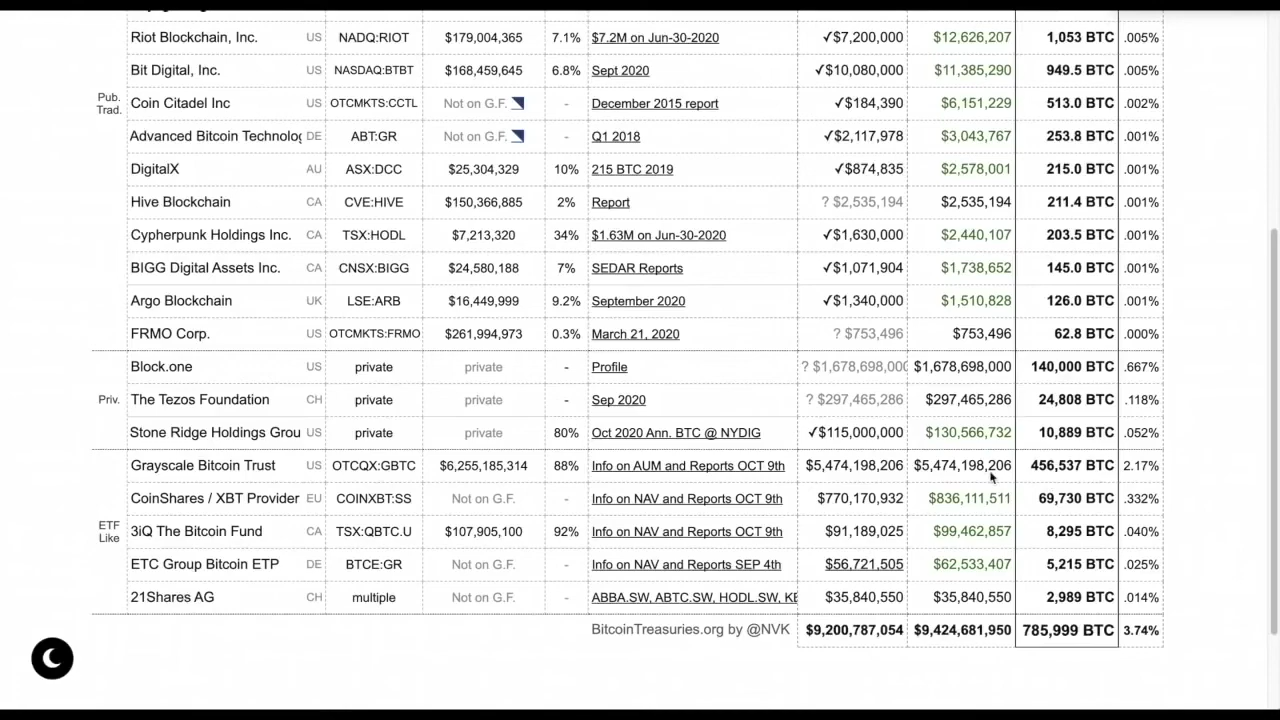 Riot Blockchain, Inc. US NADQ:RIOT $179,004,365 7.1% $7.2M on Jun-30-2020 ✓$7,200,000 $12,626,207 1,053 BTC .005%
Bit Digital, Inc. US NASDAQ:BTBT $168,459,645 6.8% Sept 2020 ✓$10,080,000 $11,385,290 949.5 BTC .005%
Pub. Trad.
Coin Citadel Inc US OTCMKTS:CCTL Not on G.F. - December 2015 report ✓$184,390 $6,151,229 513.0 BTC .002%
Advanced Bitcoin Technolog DE ABT:GR Not on G.F. - Q1 2018 ✓$2,117,978 $3,043,767 253.8 BTC .001%
DigitalX AU ASX:DCC $25,304,329 10% 215 BTC 2019 ✓$874,835 $2,578,001 215.0 BTC .001%
Hive Blockchain CA CVE:HIVE $150,366,885 2% Report ? $2,535,194 $2,535,194 211.4 BTC .001%
Cypherpunk Holdings Inc. CA TSX:HODL $7,213,320 34% $1.63M on Jun-30-2020 ✓$1,630,000 $2,440,107 203.5 BTC .001%
BIGG Digital Assets Inc. CA CNSX:BIGG $24,580,188 7% SEDAR Reports ✓$1,071,904 $1,738,652 145.0 BTC .001%
Argo Blockchain UK LSE:ARB $16,449,999 9.2% September 2020 ✓$1,340,000 $1,510,828 126.0 BTC .001%
FRMO Corp. US OTCMKTS:FRMO $261,994,973 0.3% March 21, 2020 ? $753,496 $753,496 62.8 BTC .000%
Block.one US private private - Profile ? $1,678,698,000 $1,678,698,000 140,000 BTC .667%
Priv. The Tezos Foundation CH private private - Sep 2020 ? $297,465,286 $297,465,286 24,808 BTC .118%
Stone Ridge Holdings Grou US private private 80% Oct 2020 Ann. BTC @ NYDIG ✓$115,000,000 $130,566,732 10,889 BTC .052%
Grayscale Bitcoin Trust US OTCQX:GBTC $6,255,185,314 88% Info on AUM and Reports OCT 9th $5,474,198,206 $5,474,198,206 456,537 BTC 2.17%
CoinShares / XBT Provider EU COINXBT:SS Not on G.F. - Info on NAV and Reports OCT 9th $770,170,932 $836,111,511 69,730 BTC .332%
ETF Like
3iQ The Bitcoin Fund CA TSX:QBTC.U $107,905,100 92% Info on NAV and Reports OCT 9th $91,189,025 $99,462,857 8,295 BTC .040%
ETC Group Bitcoin ETP DE BTCE:GR Not on G.F. - Info on NAV and Reports SEP 4th $56,721,505 $62,533,407 5,215 BTC .025%
21Shares AG CH multiple Not on G.F. - ABBA.SW, ABTC.SW, HODL.SW, KE $35,840,550 $35,840,550 2,989 BTC .014%
BitcoinTreasuries.org by @NVK $9,200,787,054 $9,424,681,950 785,999 BTC 3.74%